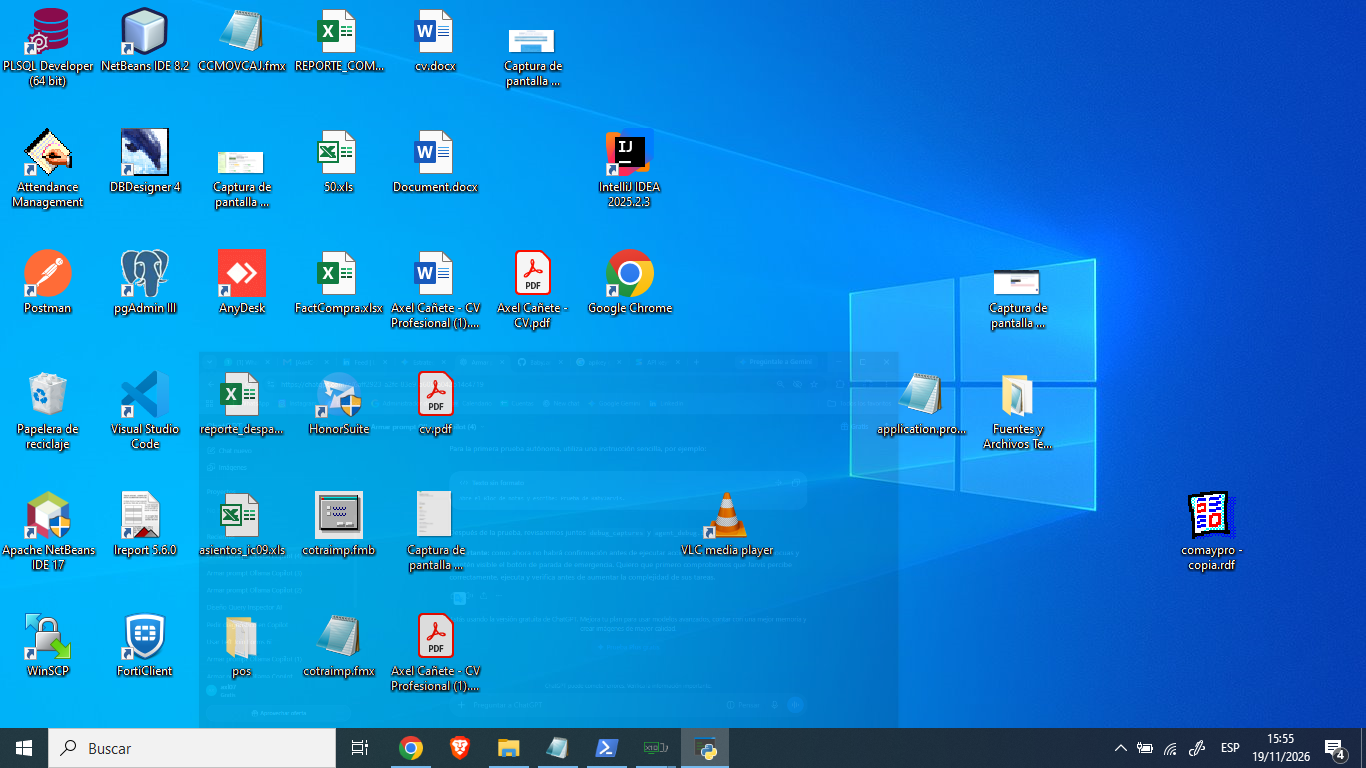 PLSQL Developer
(64 bit)
NetBeans IDE 8.2
CCMOVCAJ.fmx
REPORTE_COM...
cv.docx
Captura de
pantalla ...
Attendance
Management
DBDesigner 4
Captura de
pantalla ...
50.xls
Document.docx
IntelliJ IDEA
2025.2.3
Postman
pgAdmin III
AnyDesk
FactCompra.xlsx
Axel Cañete - CV
Profesional (1)....
Axel Cañete -
CV.pdf
Google Chrome
Captura de
pantalla ...
Papelera de
reciclaje
Visual Studio
Code
reporte_despa...
HonorSuite
cv.pdf
application.pro...
Fuentes y
Archivos Te...
Apache NetBeans
IDE 17
Ireport 5.6.0
asientos_ic09.xls
cotraimp.fmb
Captura de
pantalla ...
VLC media player
comaypro -
copia.rdf
WinSCP
FortiClient
pos
cotraimp.fmx
Axel Cañete - CV
Profesional (1)....
Buscar
ESP
15:55
19/11/2026
4